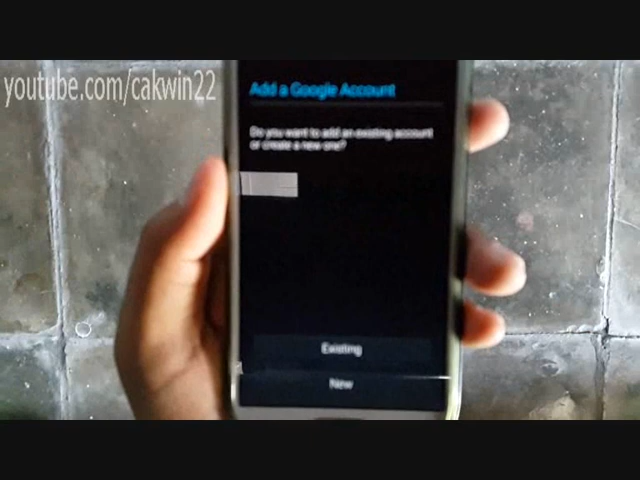 youtube.com/cakwin22
Add a Google Account
Do you want to add an existing account
or create a new one?
Existing
New